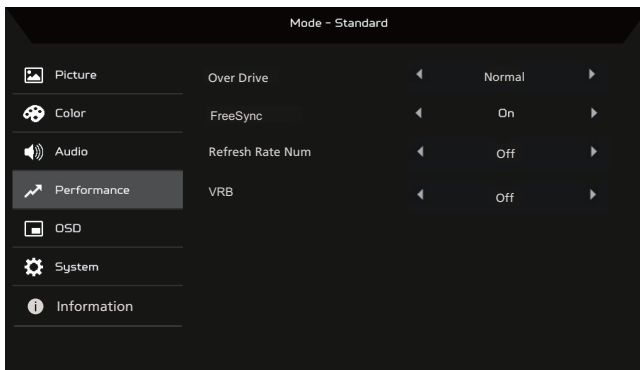 Mode - Standard
Picture
Over Drive Normal
Color
FreeSync On
Audio
Refresh Rate Num Off
Performance
VRB Off
OSD
System
Information